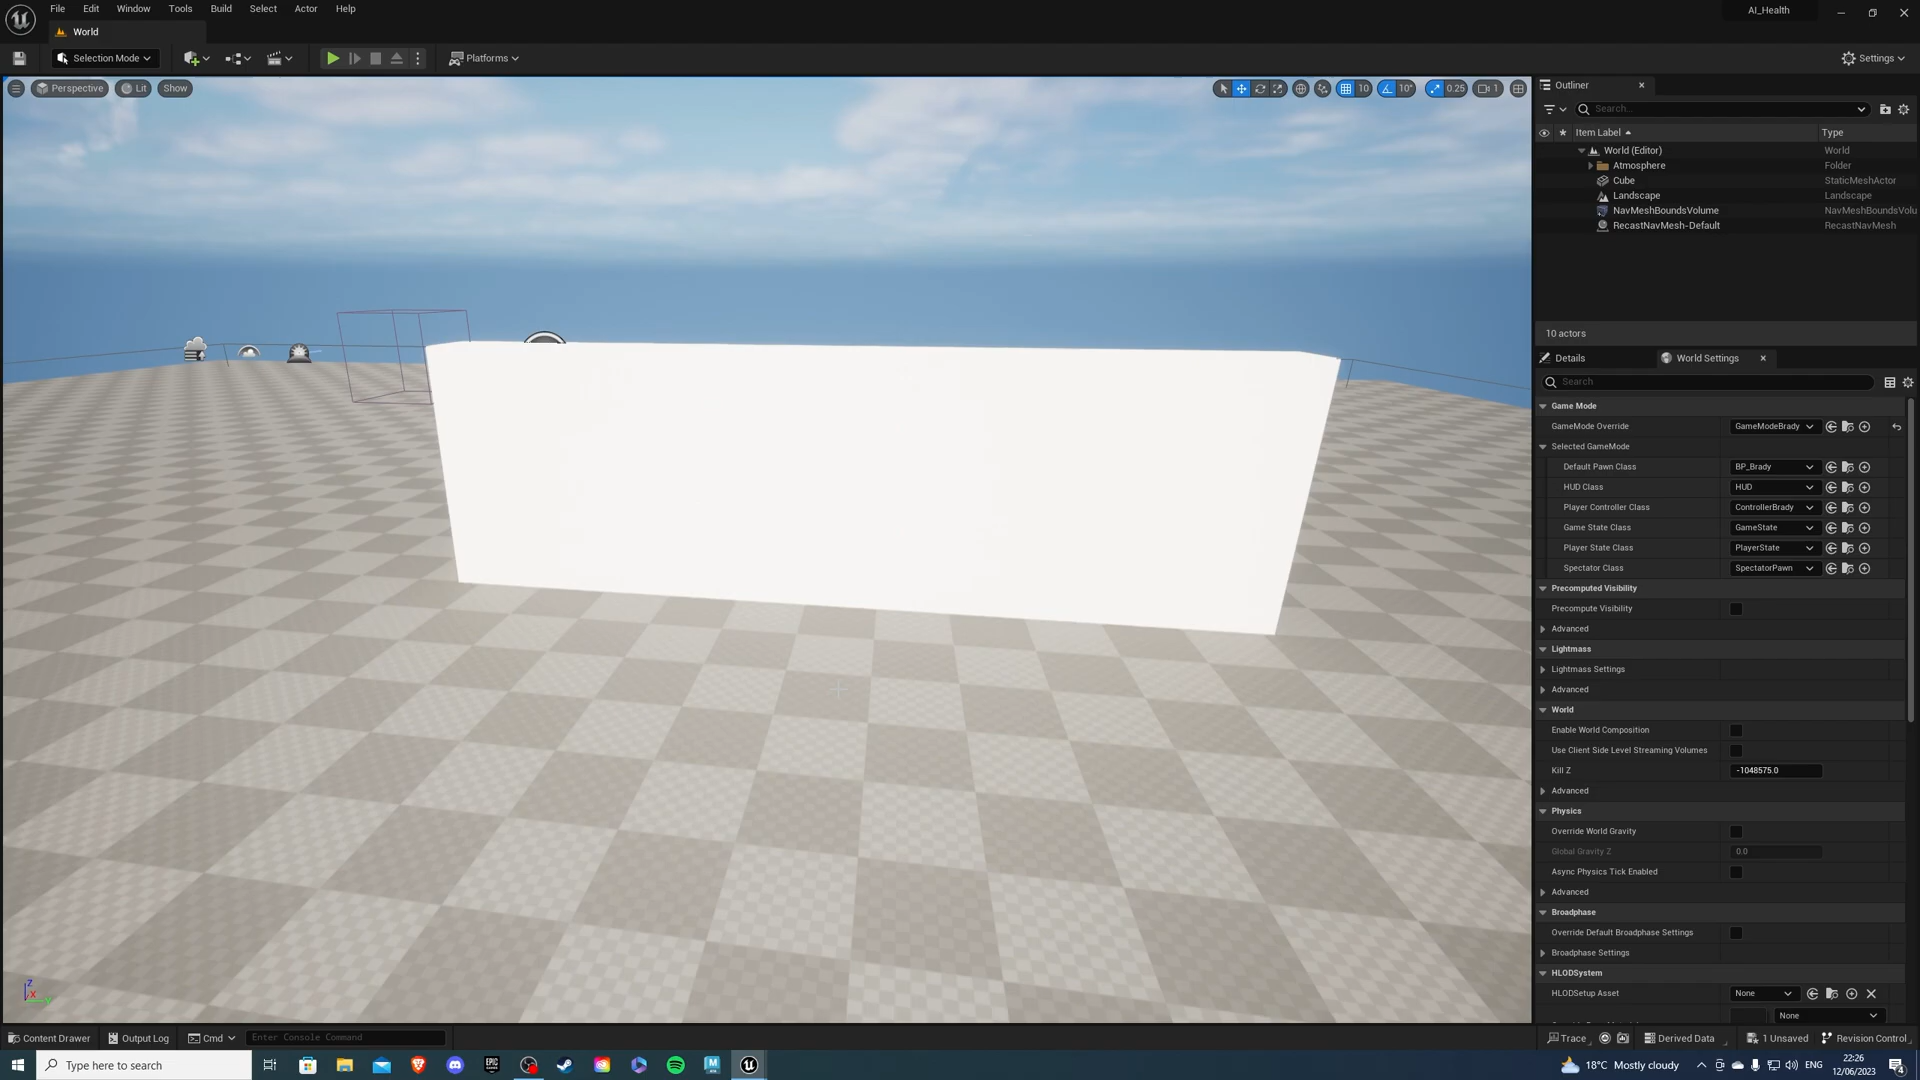 File Edit Window Tools Build Select Actor Help
AI_Health
World
Selection Mode
Platforms
Settings
Perspective Lit Show
10 10° 0.25 1
Outliner
Search...
Item Label Type
World (Editor) World
Atmosphere Folder
Cube StaticMeshActor
Landscape Landscape
NavMeshBoundsVolume NavMeshBoundsVolu
RecastNavMesh-Default RecastNavMesh
10 actors
Details World Settings
Search
Game Mode
GameMode Override GameModeBrady
Selected GameMode
Default Pawn Class BP_Brady
HUD Class HUD
Player Controller Class ControllerBrady
Game State Class GameState
Player State Class PlayerState
Spectator Class SpectatorPawn
Precomputed Visibility
Precompute Visibility
Advanced
Lightmass
Lightmass Settings
Advanced
World
Enable World Composition
Use Client Side Level Streaming Volumes
Kill Z -1048575.0
Advanced
Physics
Override World Gravity
Global Gravity Z 0.0
Async Physics Tick Enabled
Advanced
Broadphase
Override Default Broadphase Settings
Broadphase Settings
HLODSystem
HLODSetup Asset None
None
Z
X
Y
Content Drawer Output Log Cmd Enter Console Command
Trace Derived Data 1 Unsaved Revision Control
Type here to search
EPIC
M
18°C Mostly cloudy
ENG
22:26
12/06/2023
4